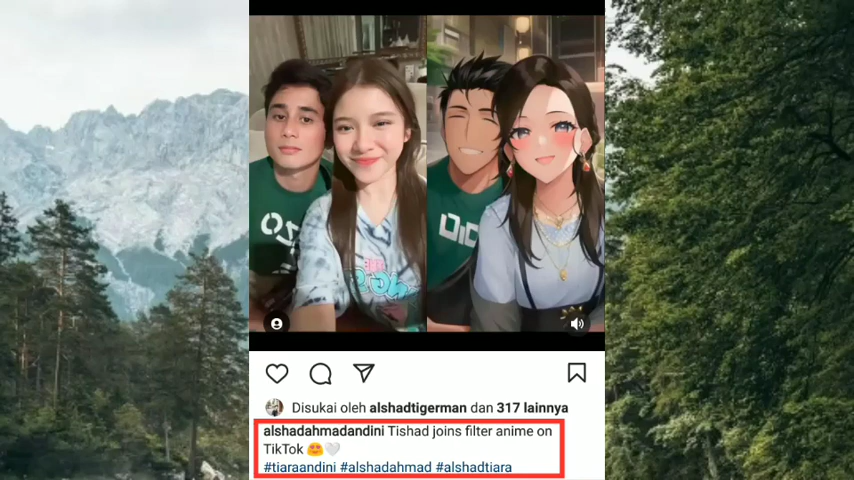 Disukai oleh alshadtigerman dan 317 lainnya
alshadahmadandini Tishad joins filter anime on
TikTok 😍🤍
#tiaraandini #alshadahmad #alshadtiara